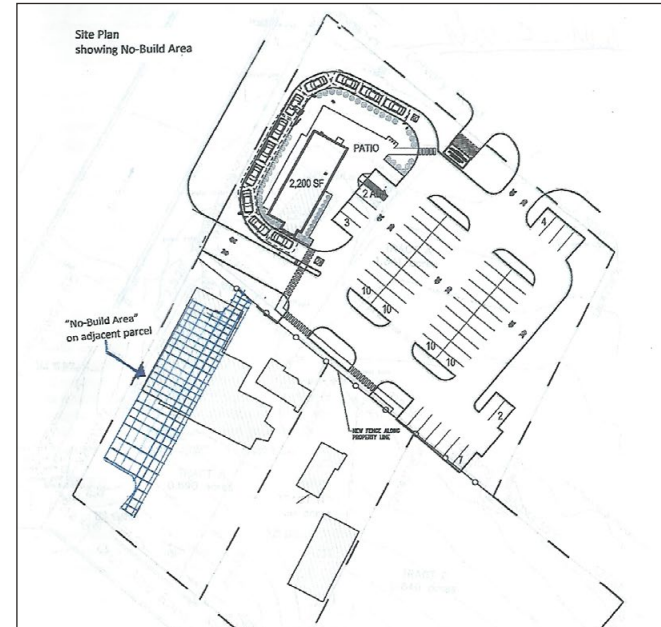 Site Plan
showing No-Build Area
PATIO
2,200 SF
3
4
10
10
10
10
"No-Build Area"
on adjacent parcel
NEW FENCE ALONG
PROPERTY LINE
2
1